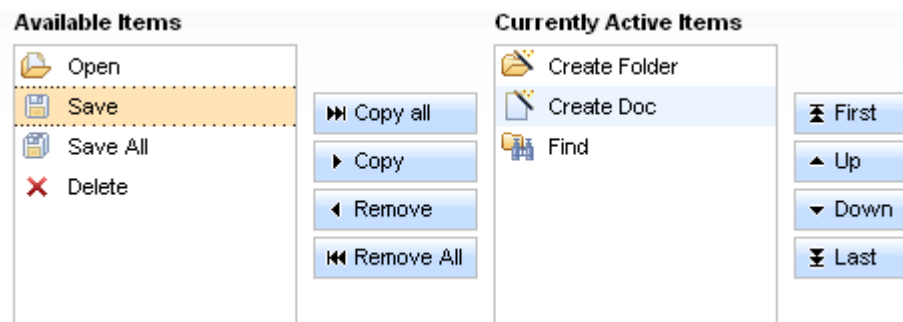 Available Items
Open
Save
Save All
Delete
Copy all
Copy
Remove
Remove All
Currently Active Items
Create Folder
Create Doc
Find
First
Up
Down
Last